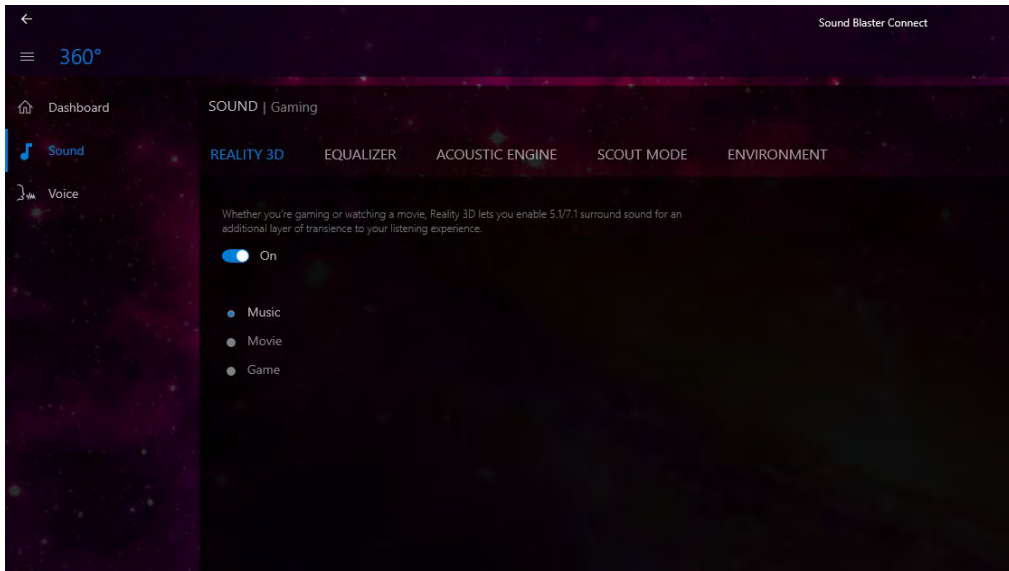 Sound Blaster Connect
360°
Dashboard
Sound
Voice
SOUND | Gaming
REALITY 3D EQUALIZER ACOUSTIC ENGINE SCOUT MODE ENVIRONMENT
Whether you're gaming or watching a movie, Reality 3D lets you enable 5.1/7.1 surround sound for an
additional layer of transience to your listening experience.
On
Music
Movie
Game